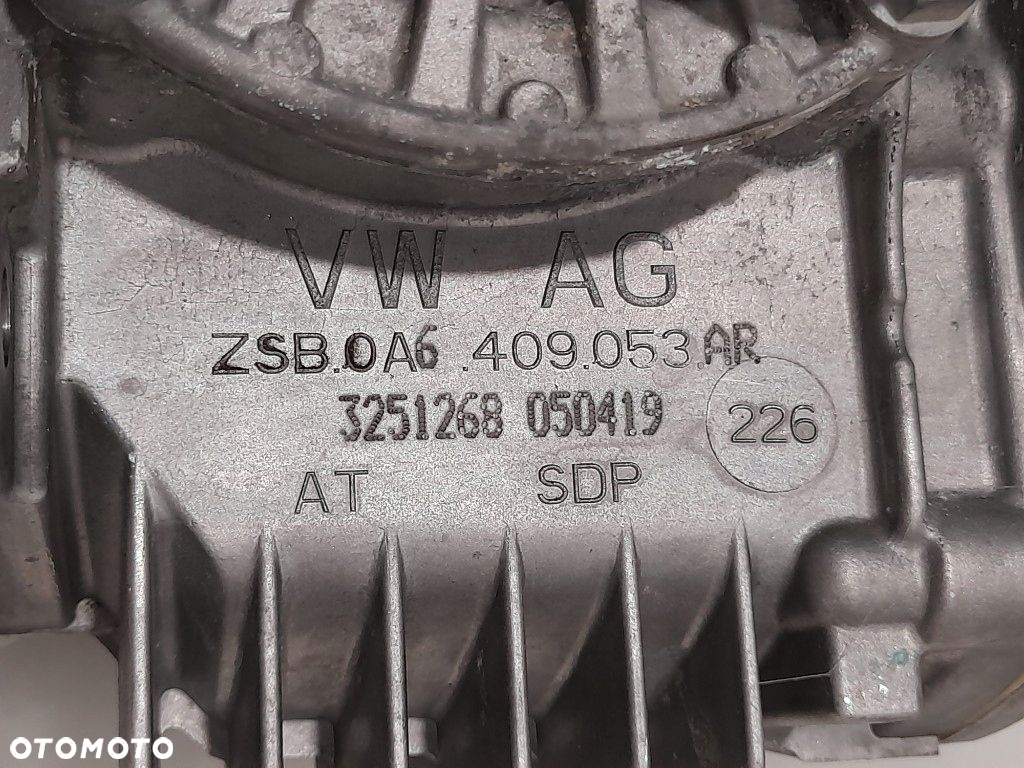 VW AG
ZSB.0A6.409.053.AR
3251268 050419
226
AT SDP
OTOMOTO